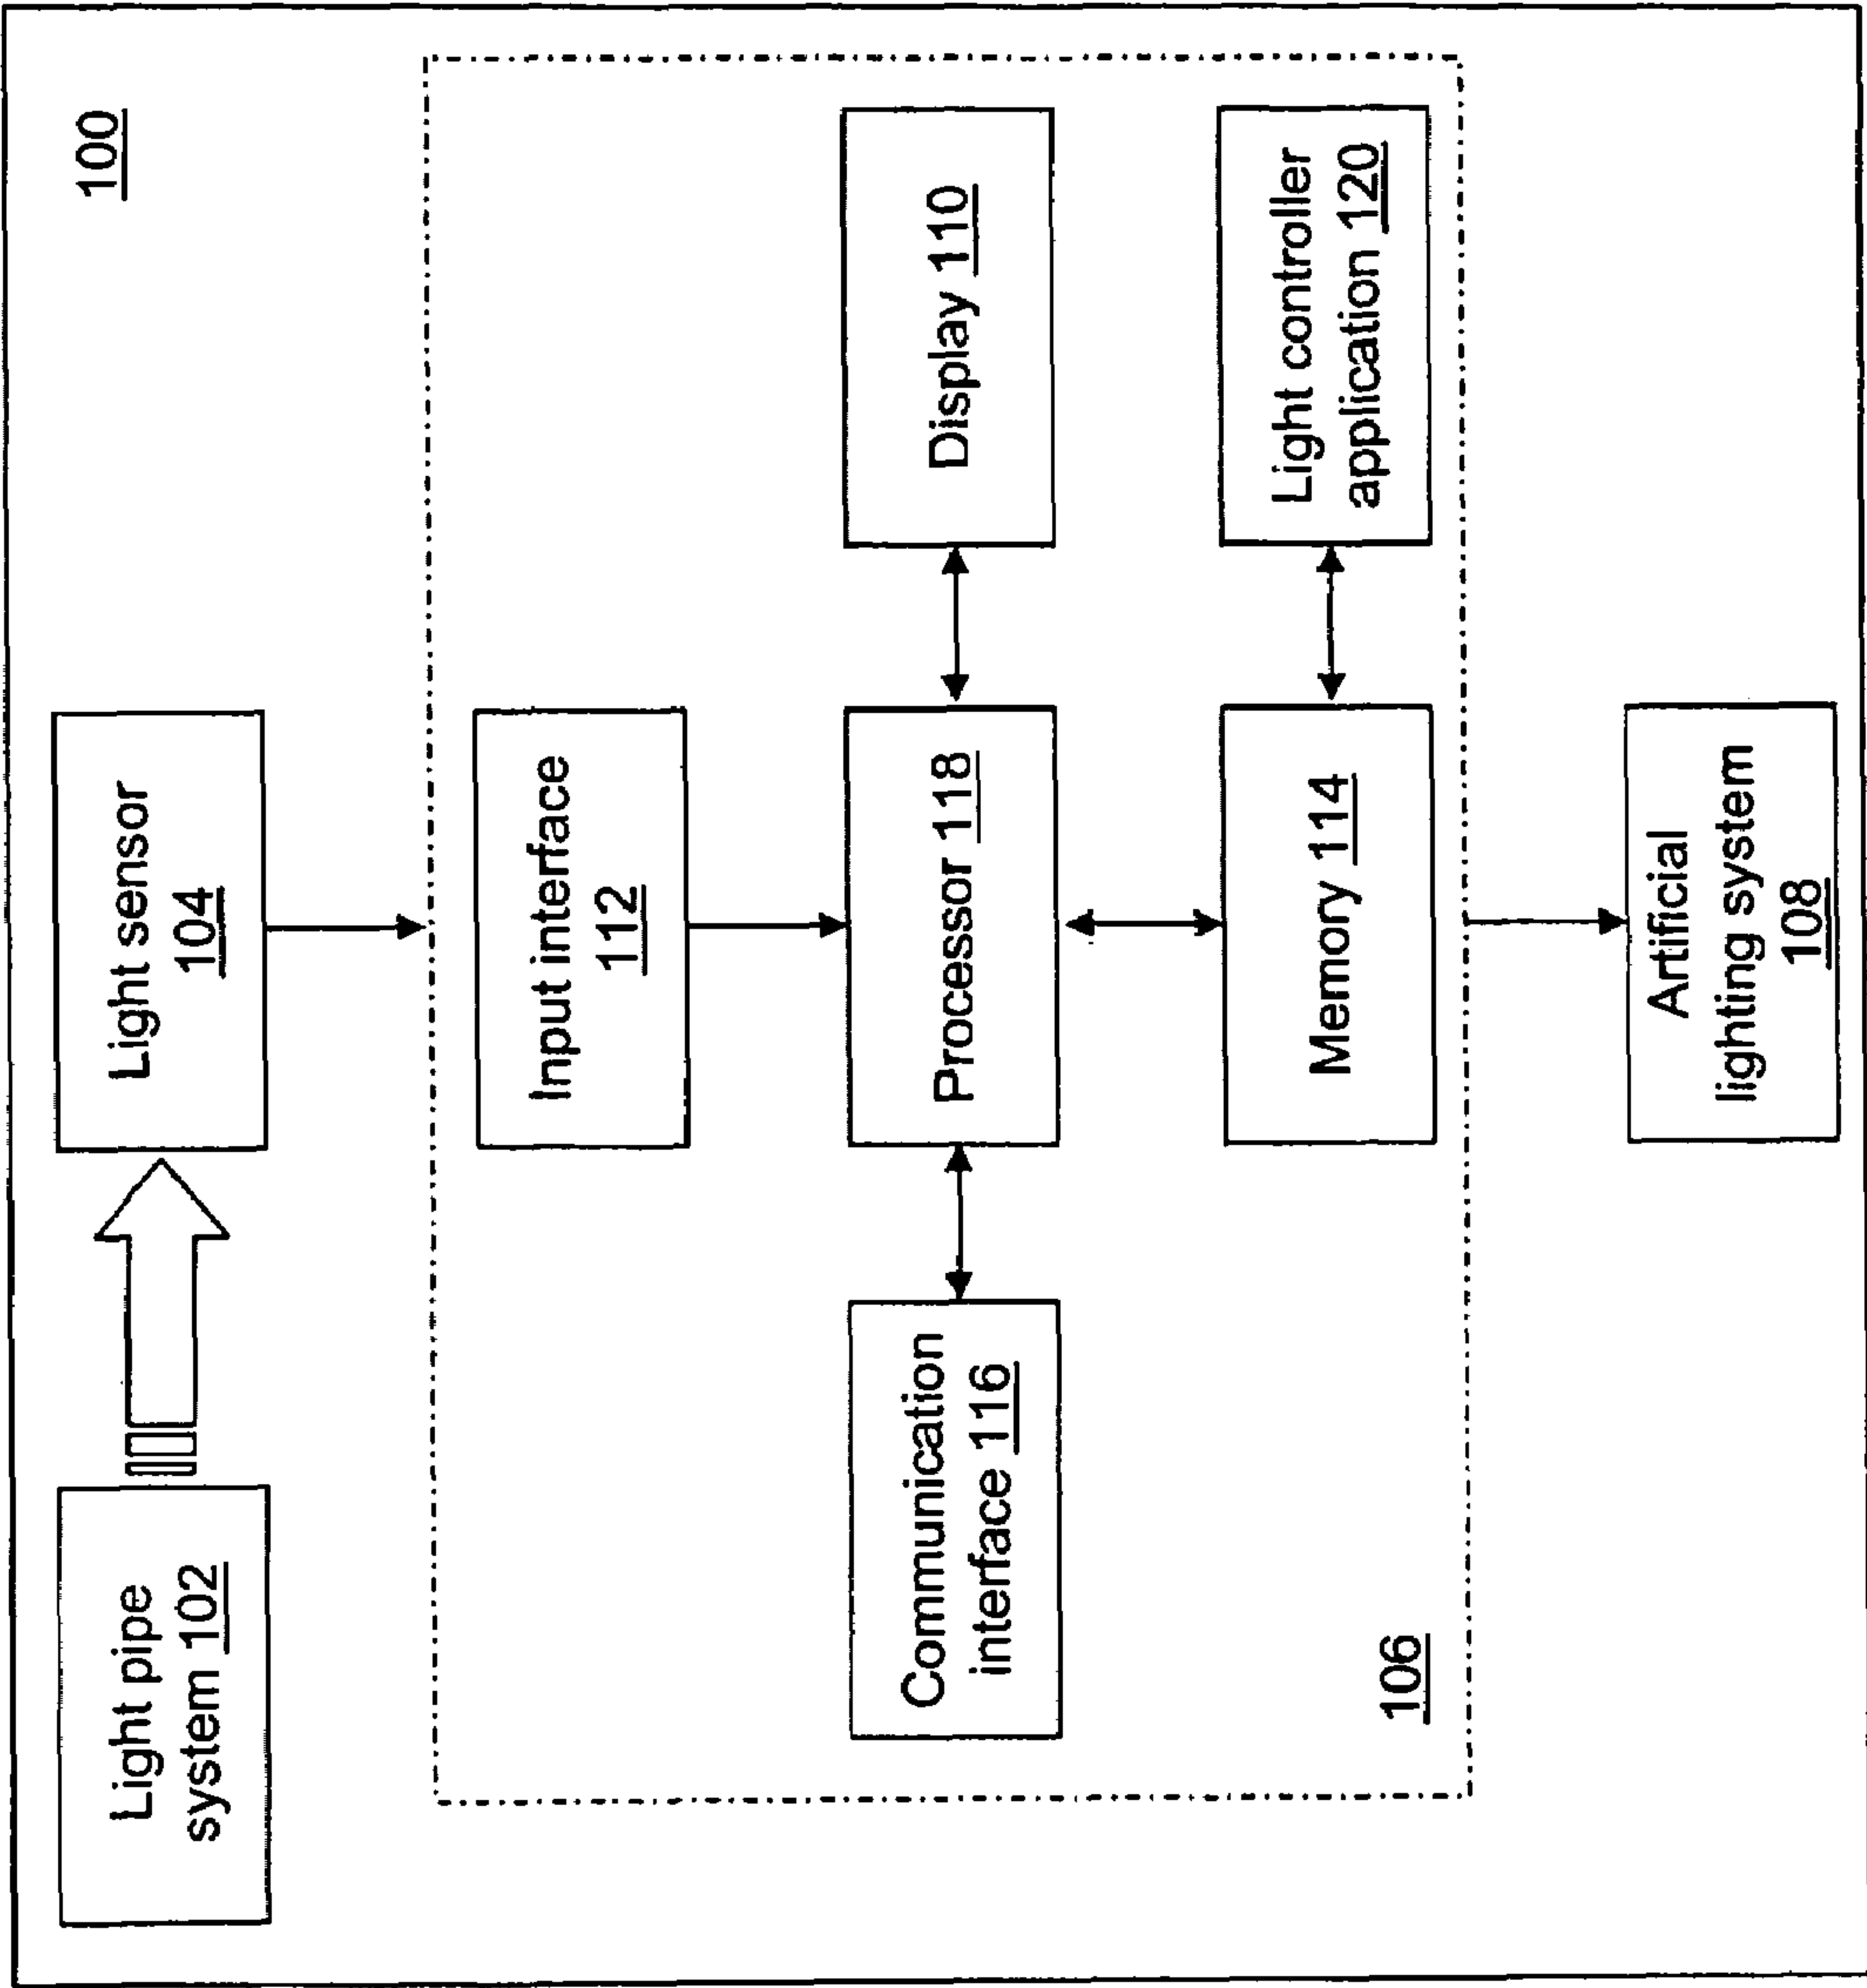 100
Light pipe
system 102
Light sensor
104
Input interface
112
Communication
interface 116
Processor 118
Display 110
Memory 114
Light controller
application 120
106
Artificial
lighting system
108